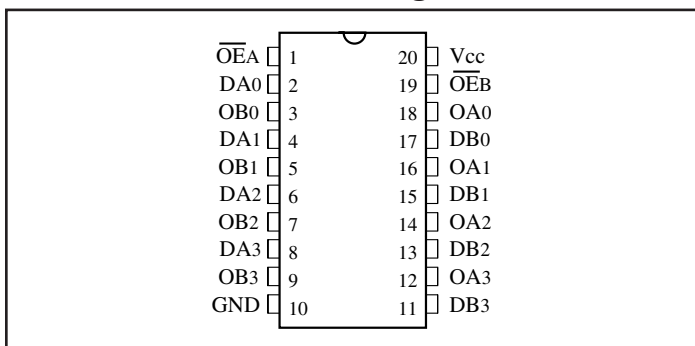 O̅E̅A 1 20 Vcc
DA0 2 19 O̅E̅B
OB0 3 18 OA0
DA1 4 17 DB0
OB1 5 16 OA1
DA2 6 15 DB1
OB2 7 14 OA2
DA3 8 13 DB2
OB3 9 12 OA3
GND 10 11 DB3